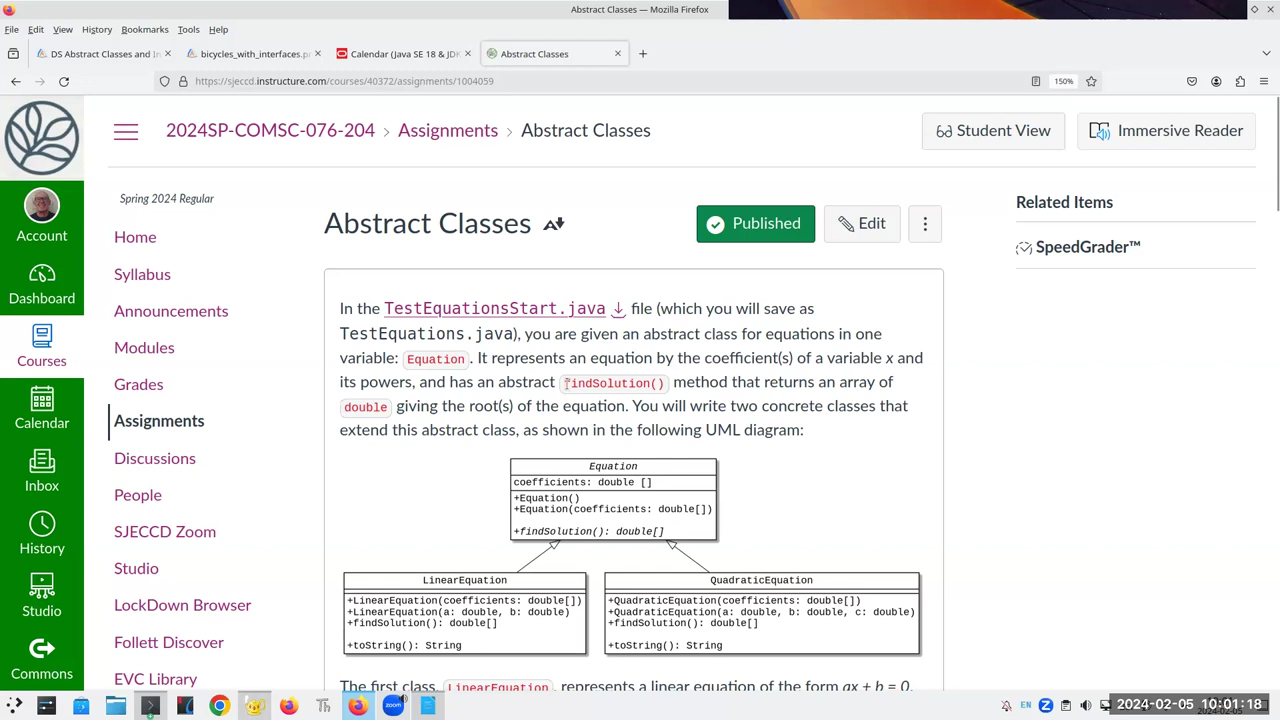 Abstract Classes — Mozilla Firefox
File Edit View History Bookmarks Tools Help
DS Abstract Classes and In
bicycles_with_interfaces.p
Calendar (Java SE 18 & JDK
Abstract Classes
https://sjeccd.instructure.com/courses/40372/assignments/1004059
150%
2024SP-COMSC-076-204 > Assignments > Abstract Classes
Student View
Immersive Reader
Account
Dashboard
Courses
Calendar
Inbox
History
Studio
Commons
Spring 2024 Regular
Home
Syllabus
Announcements
Modules
Grades
Assignments
Discussions
People
SJECCD Zoom
Studio
LockDown Browser
Follett Discover
EVC Library
Abstract Classes
Published
Edit
Related Items
SpeedGrader™
In the TestEquationsStart.java file (which you will save as
TestEquations.java), you are given an abstract class for equations in one
variable: Equation. It represents an equation by the coefficient(s) of a variable x and
its powers, and has an abstract findSolution() method that returns an array of
double giving the root(s) of the equation. You will write two concrete classes that
extend this abstract class, as shown in the following UML diagram:
Equation
coefficients: double []
+Equation()
+Equation(coefficients: double[])
+findSolution(): double[]
LinearEquation
+LinearEquation(coefficients: double[])
+LinearEquation(a: double, b: double)
+findSolution(): double[]
+toString(): String
QuadraticEquation
+QuadraticEquation(coefficients: double[])
+QuadraticEquation(a: double, b: double, c: double)
+findSolution(): double[]
+toString(): String
The first class, LinearEquation, represents a linear equation of the form ax + b = 0,
Th
zoom
EN
2024-02-05 10:01:18